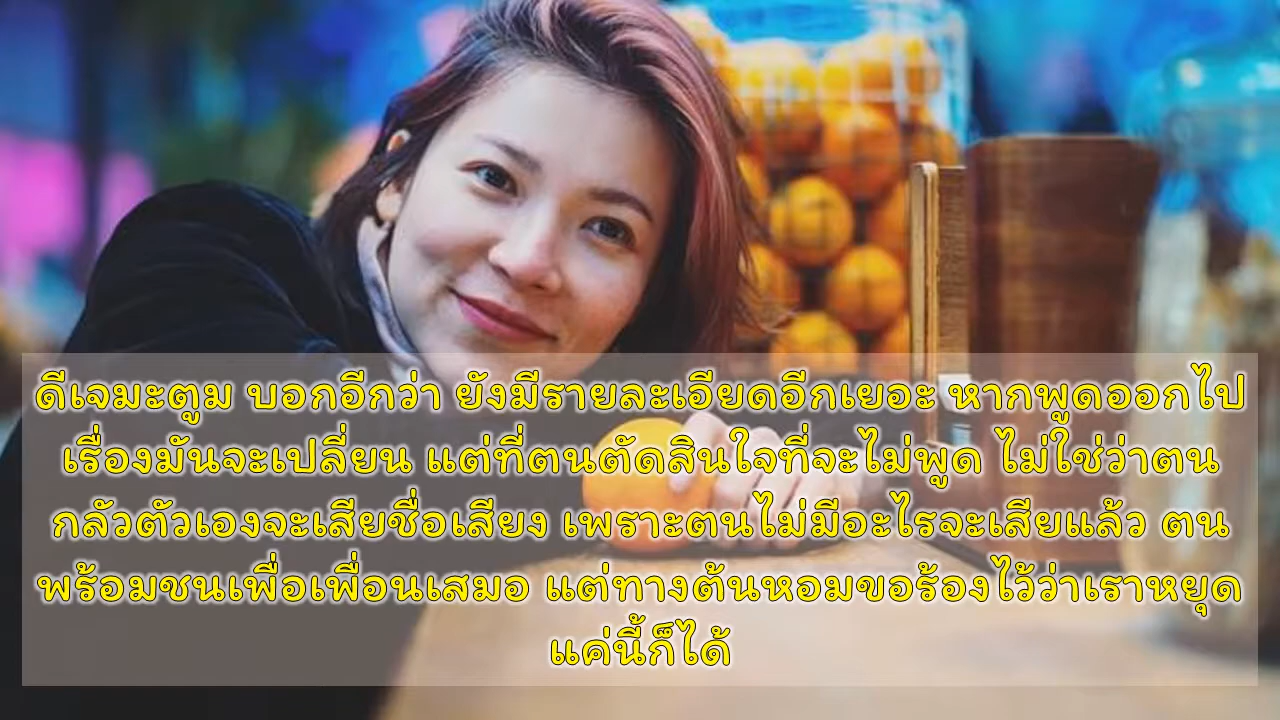 ดีเจมะตูม บอกอีกว่า ยังมีรายละเอียดอีกเยอะ หากพูดออกไป
เรื่องมันจะเปลี่ยน แต่ที่ตนตัดสินใจที่จะไม่พูด ไม่ใช่ว่าตน
กลัวตัวเองจะเสียชื่อเสียง เพราะตนไม่มีอะไรจะเสียแล้ว ตน
พร้อมชนเพื่อเพื่อนเสมอ แต่ทางต้นหอมขอร้องไว้ว่าเราหยุด
แค่นี้ก็ได้